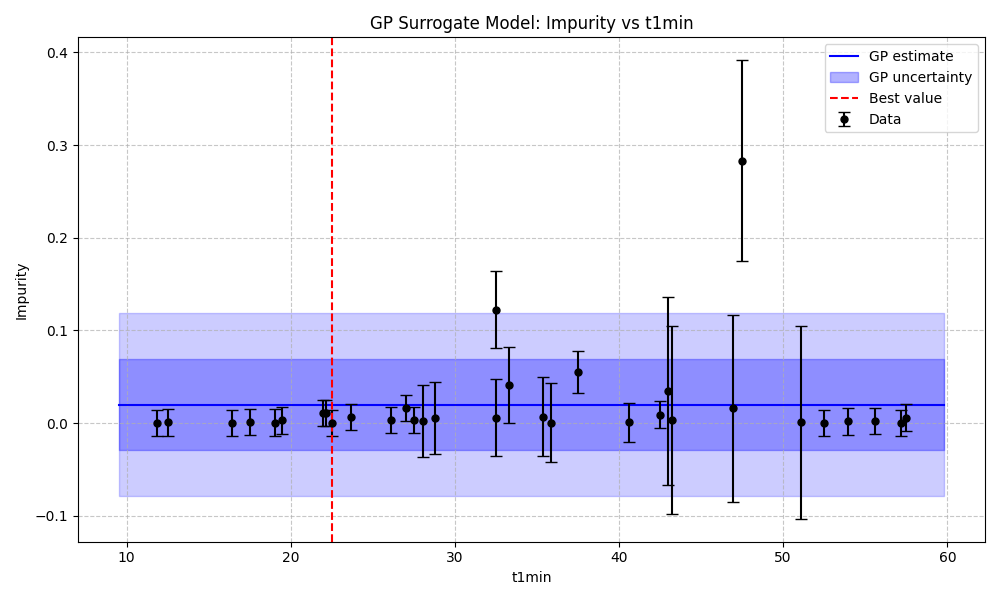 GP Surrogate Model: Impurity vs t1min
GP estimate
GP uncertainty
Best value
Data
Impurity
0.4
0.3
0.2
0.1
0.0
−0.1
10
20
30
40
50
60
t1min